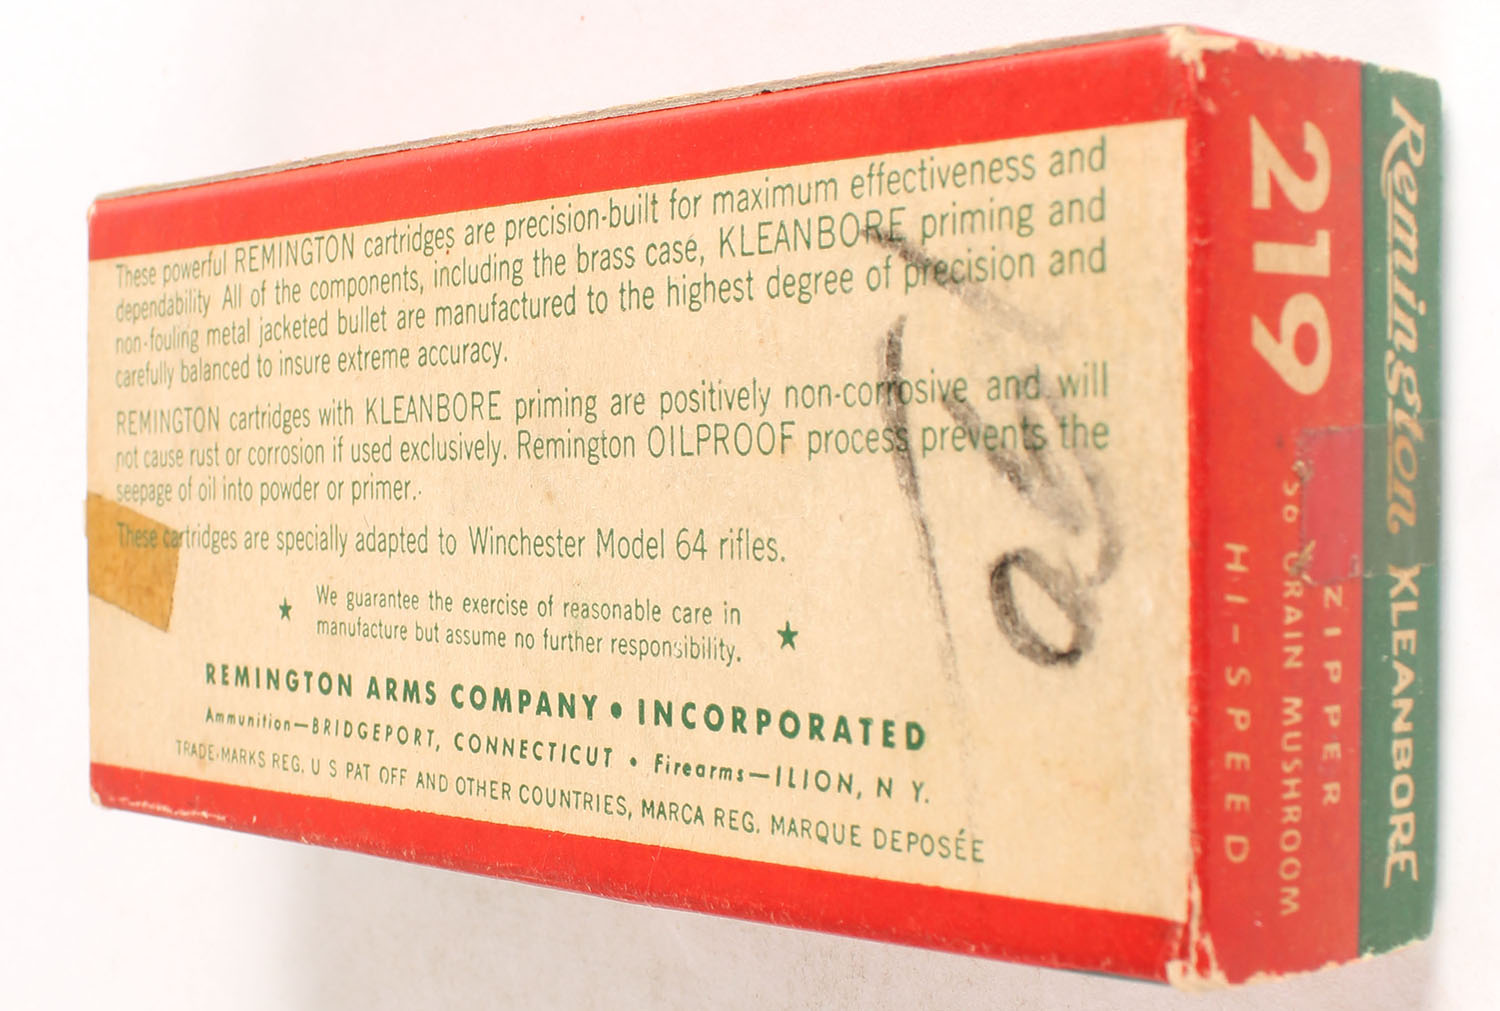 These powerful REMINGTON cartridges are precision-built for maximum effectiveness and
dependability All of the components, including the brass case, KLEANBORE priming and
non-fouling metal jacketed bullet are manufactured to the highest degree of precision and
carefully balanced to insure extreme accuracy.
REMINGTON cartridges with KLEANBORE priming are positively non-corrosive and will
not cause rust or corrosion if used exclusively. Remington OILPROOF process prevents the
seepage of oil into powder or primer.
These cartridges are specially adapted to Winchester Model 64 rifles.
★ We guarantee the exercise of reasonable care in
manufacture but assume no further responsibility. ★
REMINGTON ARMS COMPANY • INCORPORATED
Ammunition—BRIDGEPORT, CONNECTICUT • Firearms—ILION, N Y.
TRADE-MARKS REG. U S PAT OFF AND OTHER COUNTRIES, MARCA REG. MARQUE DEPOSÉE
Remington KLEANBORE
219
ZIPPER
56 GRAIN MUSHROOM
HI-SPEED